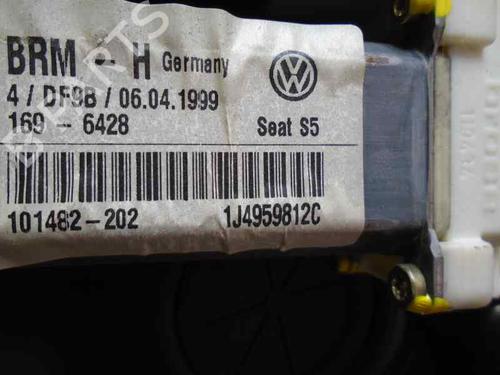 BRM - H Germany
4 / DF9B / 06.04.1999
169 - 6428
Seat S5
101482-202
1J4959812C